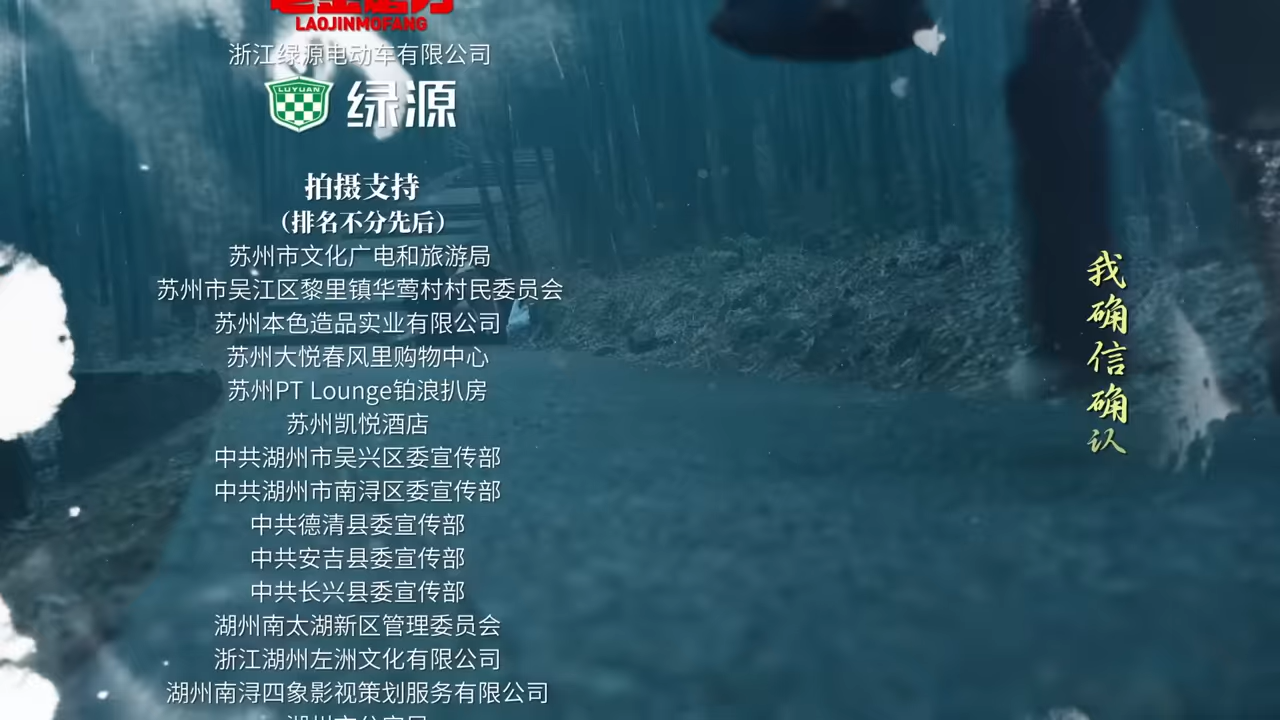 LAOJINMOFANG
浙江绿源电动车有限公司
LUYUAN
绿源
拍摄支持
（排名不分先后）
苏州市文化广电和旅游局
苏州市吴江区黎里镇华莺村村民委员会
苏州本色造品实业有限公司
苏州大悦春风里购物中心
苏州PT Lounge铂浪扒房
苏州凯悦酒店
中共湖州市吴兴区委宣传部
中共湖州市南浔区委宣传部
中共德清县委宣传部
中共安吉县委宣传部
中共长兴县委宣传部
湖州南太湖新区管理委员会
浙江湖州左洲文化有限公司
湖州南浔四象影视策划服务有限公司
我确信确认